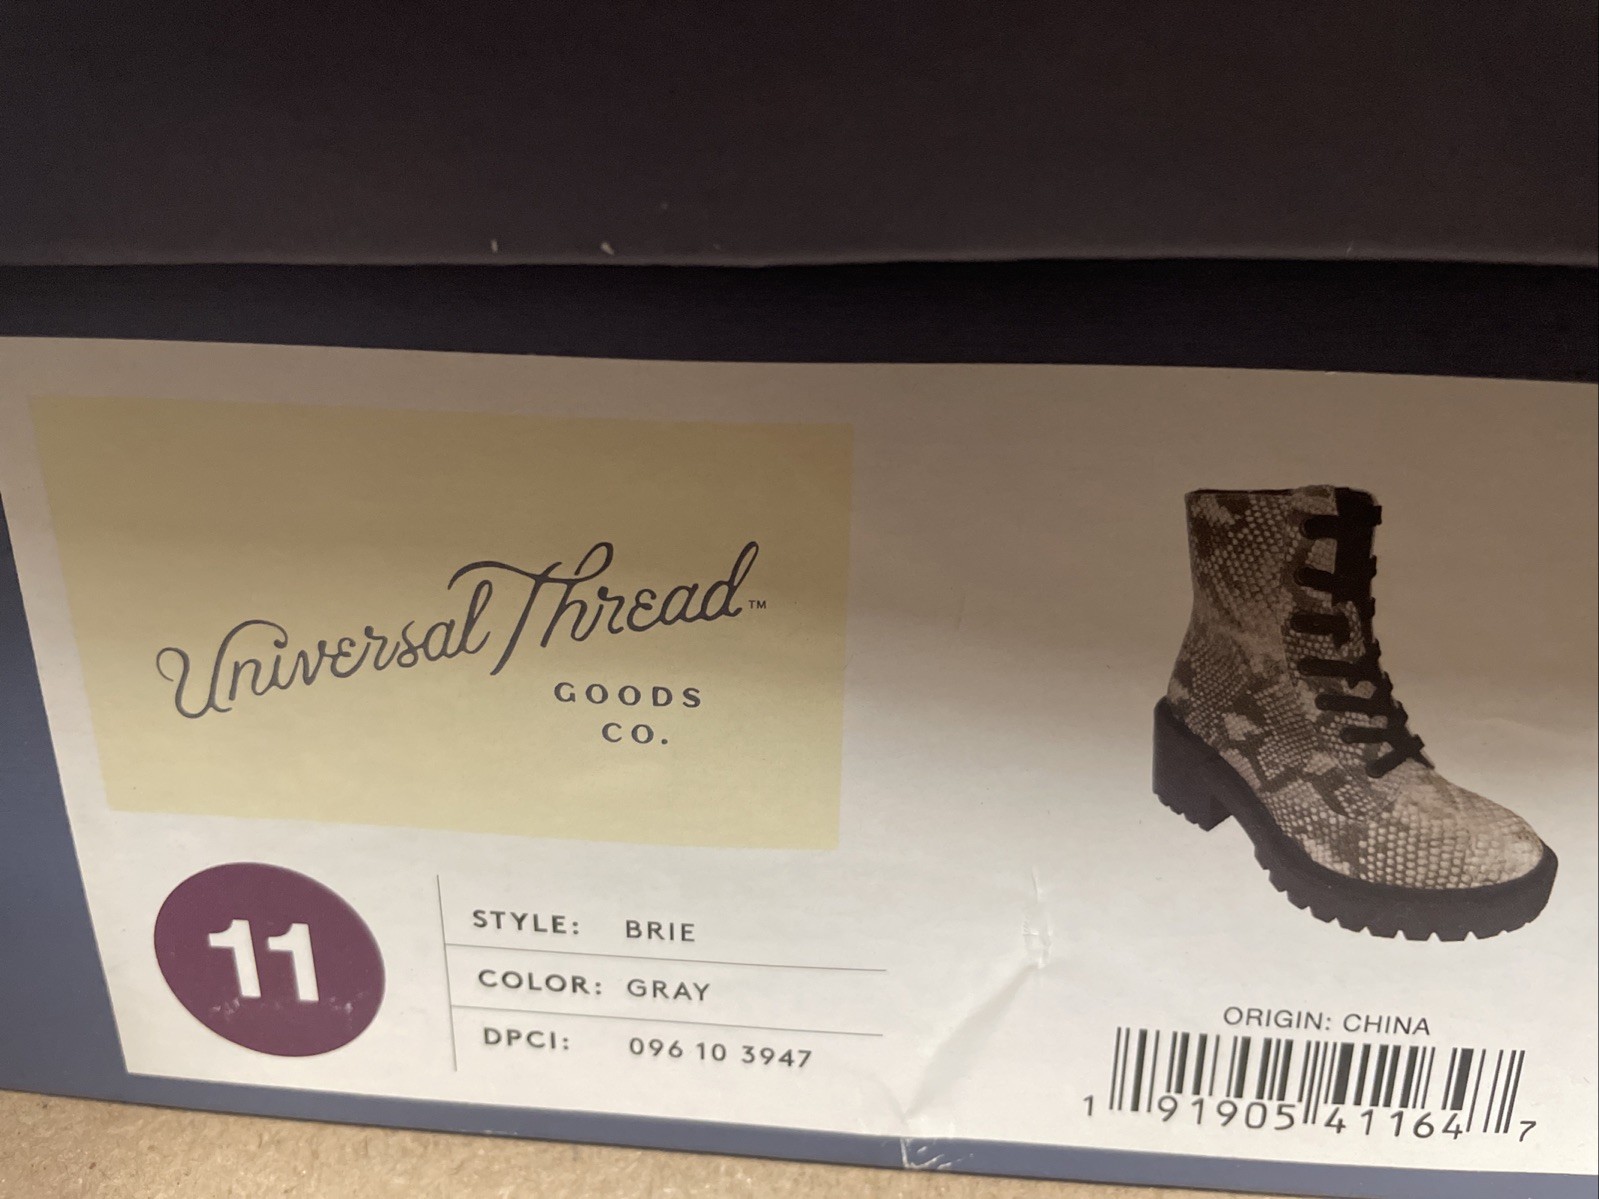 Universal Thread™
GOODS
CO.
11
STYLE: BRIE
COLOR: GRAY
DPCI: 096 10 3947
ORIGIN: CHINA
1 91905 41164 7